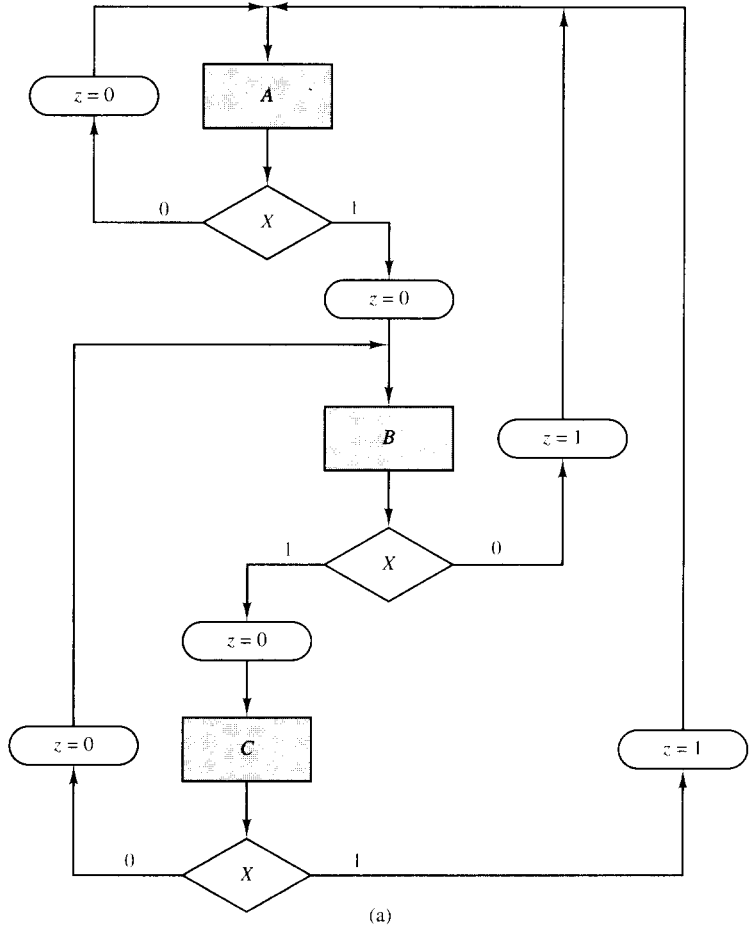 z = 0
A
0
X
1
z = 0
B
z = 1
1
X
0
z = 0
z = 0
C
z = 1
0
X
1
(a)